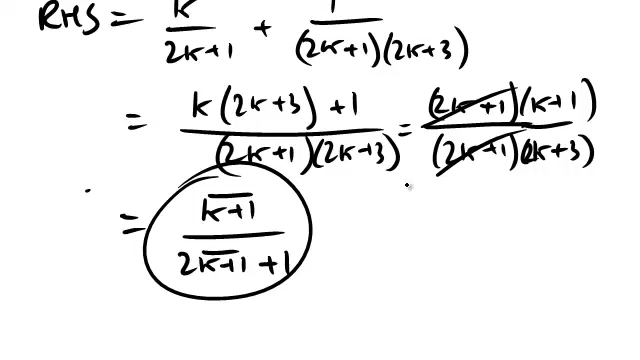 RHS = k/(2k+1) + 1/((2k+1)(2k+3))
= (k(2k+3)+1)/((2k+1)(2k+3)) = ((2k+1)(k+1))/((2k+1)(2k+3))
= (k+1)/(2k+1+1)